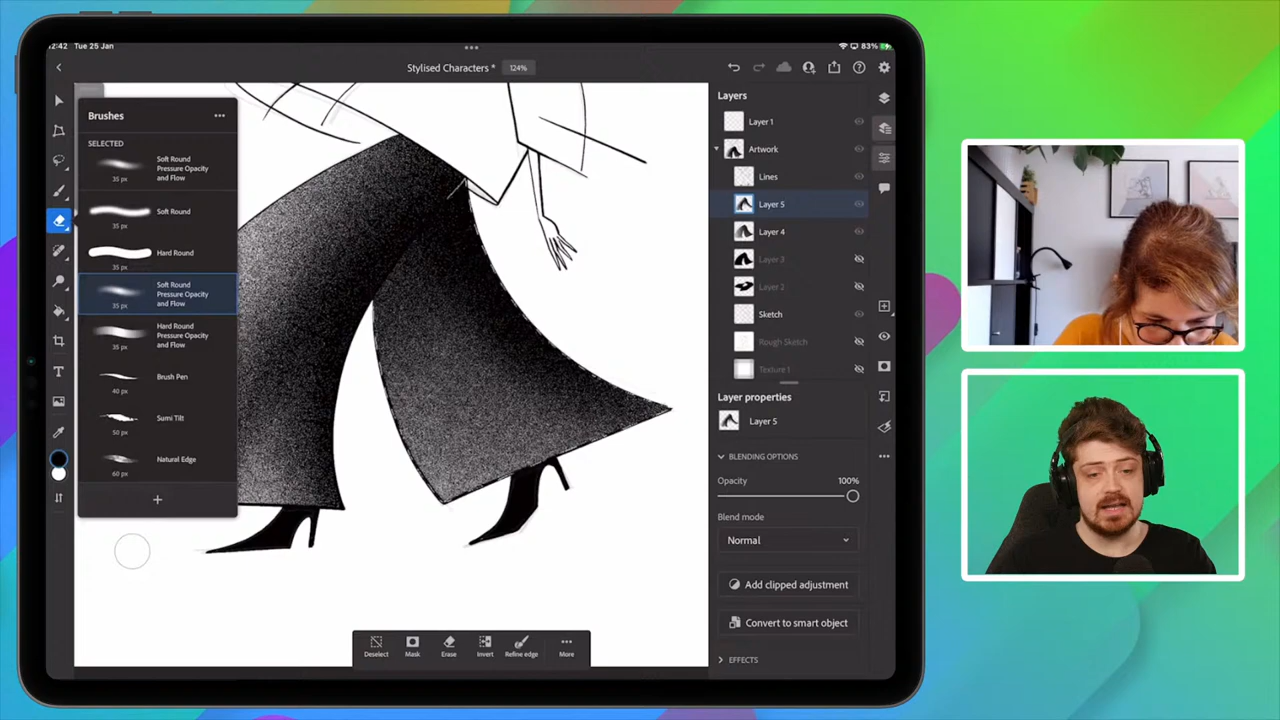 12:42 Tue 25 Jan
83%
Stylised Characters *
124%
Brushes
SELECTED
Soft Round
Pressure Opacity
and Flow
35 px
Soft Round
35 px
Hard Round
35 px
Soft Round
Pressure Opacity
and Flow
35 px
Hard Round
Pressure Opacity
and Flow
35 px
Brush Pen
40 px
Sumi Tilt
50 px
Natural Edge
60 px
Deselect
Mask
Erase
Invert
Refine edge
More
Layers
Layer 1
Artwork
Lines
Layer 5
Layer 4
Layer 3
Layer 2
Sketch
Rough Sketch
Texture 1
Layer properties
Layer 5
BLENDING OPTIONS
Opacity
100%
Blend mode
Normal
Add clipped adjustment
Convert to smart object
EFFECTS